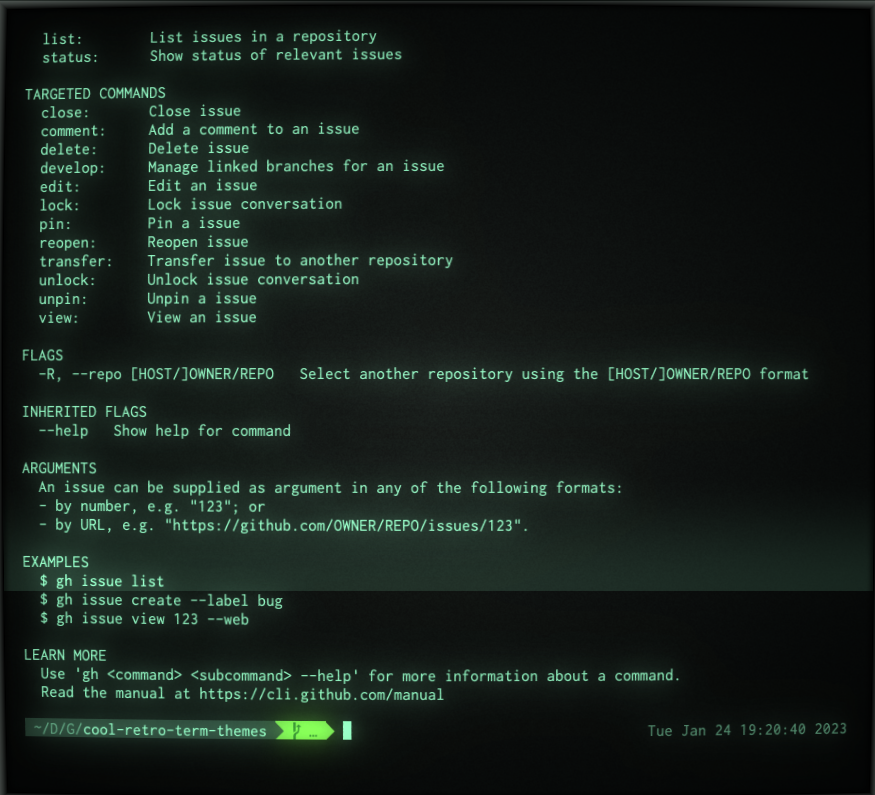 list: List issues in a repository
status: Show status of relevant issues
TARGETED COMMANDS
close: Close issue
comment: Add a comment to an issue
delete: Delete issue
develop: Manage linked branches for an issue
edit: Edit an issue
lock: Lock issue conversation
pin: Pin a issue
reopen: Reopen issue
transfer: Transfer issue to another repository
unlock: Unlock issue conversation
unpin: Unpin a issue
view: View an issue
FLAGS
-R, --repo [HOST/]OWNER/REPO Select another repository using the [HOST/]OWNER/REPO format
INHERITED FLAGS
--help Show help for command
ARGUMENTS
An issue can be supplied as argument in any of the following formats:
- by number, e.g. "123"; or
- by URL, e.g. "https://github.com/OWNER/REPO/issues/123".
EXAMPLES
$ gh issue list
$ gh issue create --label bug
$ gh issue view 123 --web
LEARN MORE
Use 'gh <command> <subcommand> --help' for more information about a command.
Read the manual at https://cli.github.com/manual
~/D/G/cool-retro-term-themes … Tue Jan 24 19:20:40 2023